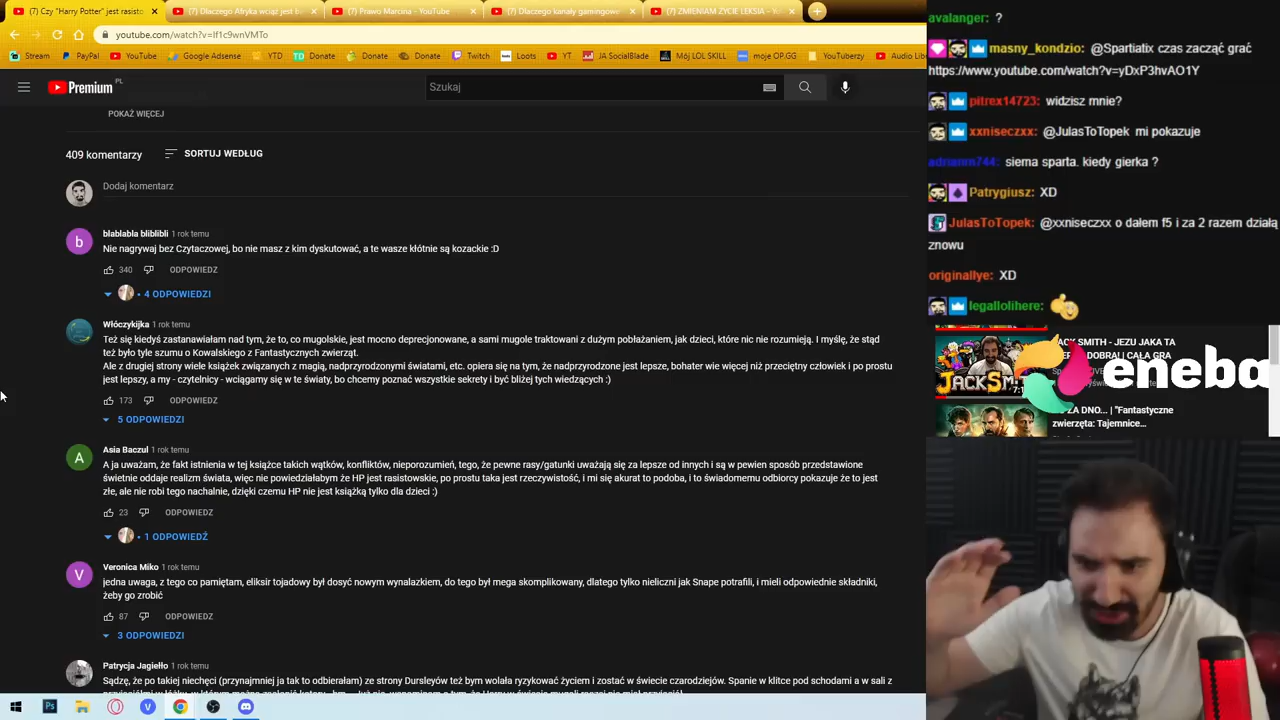 (7) Czy "Harry Potter" jest rasisto
(7) Dlaczego Afryka wciąż jest b
(7) Prawo Marcina - YouTube
(7) Dlaczego kanały gamingow
(7) ZMIENIAM ŻYCIE LEKSIA - Yo
youtube.com/watch?v=lf1c9wnVMTo
Stream PayPal YouTube Google Adsense YTD Donate Donate Donate Twitch Loots YT JA SocialBlade Mój LOL SKILL moje OP.GG YouTuberzy Audio Lib
Premium PL
Szukaj
POKAŻ WIĘCEJ
409 komentarzy SORTUJ WEDŁUG
Dodaj komentarz
b
blablabla bliblibli 1 rok temu
Nie nagrywaj bez Czytaczowej, bo nie masz z kim dyskutować, a te wasze kłótnie są kozackie :D
340 ODPOWIEDZ
• 4 ODPOWIEDZI
Włóczykijka 1 rok temu
Też się kiedyś zastanawiałam nad tym, że to, co mugolskie, jest mocno deprecjonowane, a sami mugole traktowani z dużym pobłażaniem, jak dzieci, które nic nie rozumieją. I myślę, że stąd
też było tyle szumu o Kowalskiego z Fantastycznych zwierząt.
Ale z drugiej strony wiele książek związanych z magią, nadprzyrodzonymi światami, etc. opiera się na tym, że nadprzyrodzone jest lepsze, bohater wie więcej niż przeciętny człowiek i po prostu
jest lepszy, a my - czytelnicy - wciągamy się w te światy, bo chcemy poznać wszystkie sekrety i być bliżej tych wiedzących :)
173 ODPOWIEDZ
5 ODPOWIEDZI
A
Asia Baczul 1 rok temu
A ja uważam, że fakt istnienia w tej książce takich wątków, konfliktów, nieporozumień, tego, że pewne rasy/gatunki uważają się za lepsze od innych i są w pewien sposób przedstawione
świetnie oddaje realizm świata, więc nie powiedziałabym że HP jest rasistowskie, po prostu taka jest rzeczywistość, i mi się akurat to podoba, i to świadomemu odbiorcy pokazuje że to jest
złe, ale nie robi tego nachalnie, dzięki czemu HP nie jest książką tylko dla dzieci :)
23 ODPOWIEDZ
• 1 ODPOWIEDŹ
V
Veronica Miko 1 rok temu
jedna uwaga, z tego co pamiętam, eliksir tojadowy był dosyć nowym wynalazkiem, do tego był mega skomplikowany, dlatego tylko nieliczni jak Snape potrafili, i mieli odpowiednie składniki,
żeby go zrobić
87 ODPOWIEDZ
3 ODPOWIEDZI
Patrycja Jagiełło 1 rok temu
Sądzę, że po takiej niechęci (przynajmniej ja tak to odbierałam) ze strony Dursleyów też bym wolała ryzykować życiem i zostać w świecie czarodziejów. Spanie w klitce pod schodami a w sali z
avalanger: ?
masny_kondzio: @Spartiatix czas zacząć grać
https://www.youtube.com/watch?v=yDxP3hvAO1Y
pitrex14723: widzisz mnie?
xxniseczxx: @JulasToTopek mi pokazuje
adrianrn744: siema sparta. kiedy gierka ?
Patrygiusz: XD
JulasToTopek: @xxniseczxx o dałem f5 i za 2 razem działą
znowu
originallye: XD
legallolihere:
JACK SMITH - JEZU JAKA TA
DOBRA! | CAŁA GRA
JACKSMITH
eneba
ZA DNO... | "Fantastyczne
zwierzęta: Tajemnice...